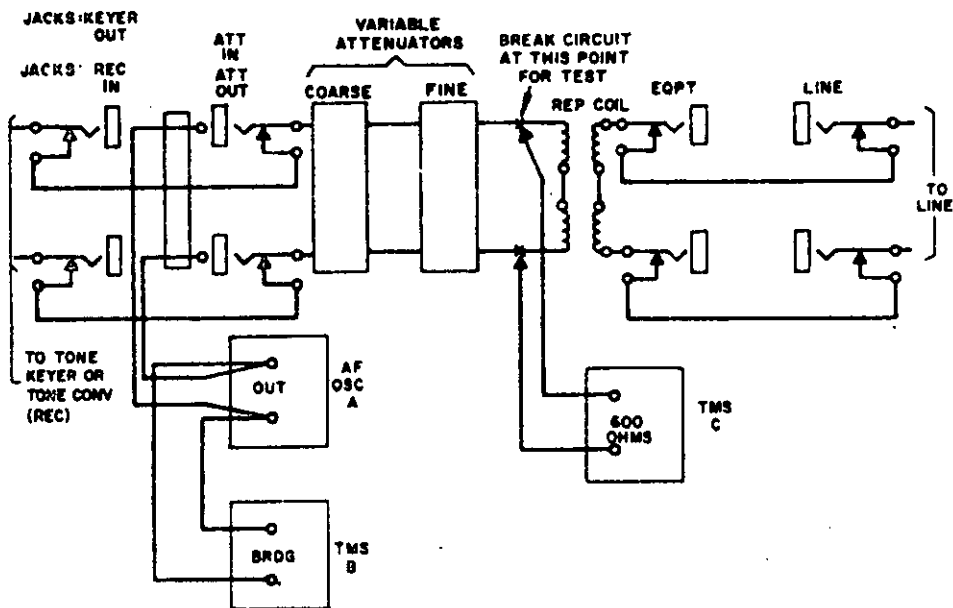 JACKS:KEYER
OUT
JACKS: REC
IN
ATT
IN
ATT
OUT
VARIABLE
ATTENUATORS
COARSE
FINE
BREAK CIRCUIT
AT THIS POINT
FOR TEST
REP COIL
EQPT
LINE
TO
LINE
TO TONE
KEYER OR
TONE CONV
(REC)
OUT
AF
OSC
A
600
OHMS
TMS
C
BRDG
TMS
B